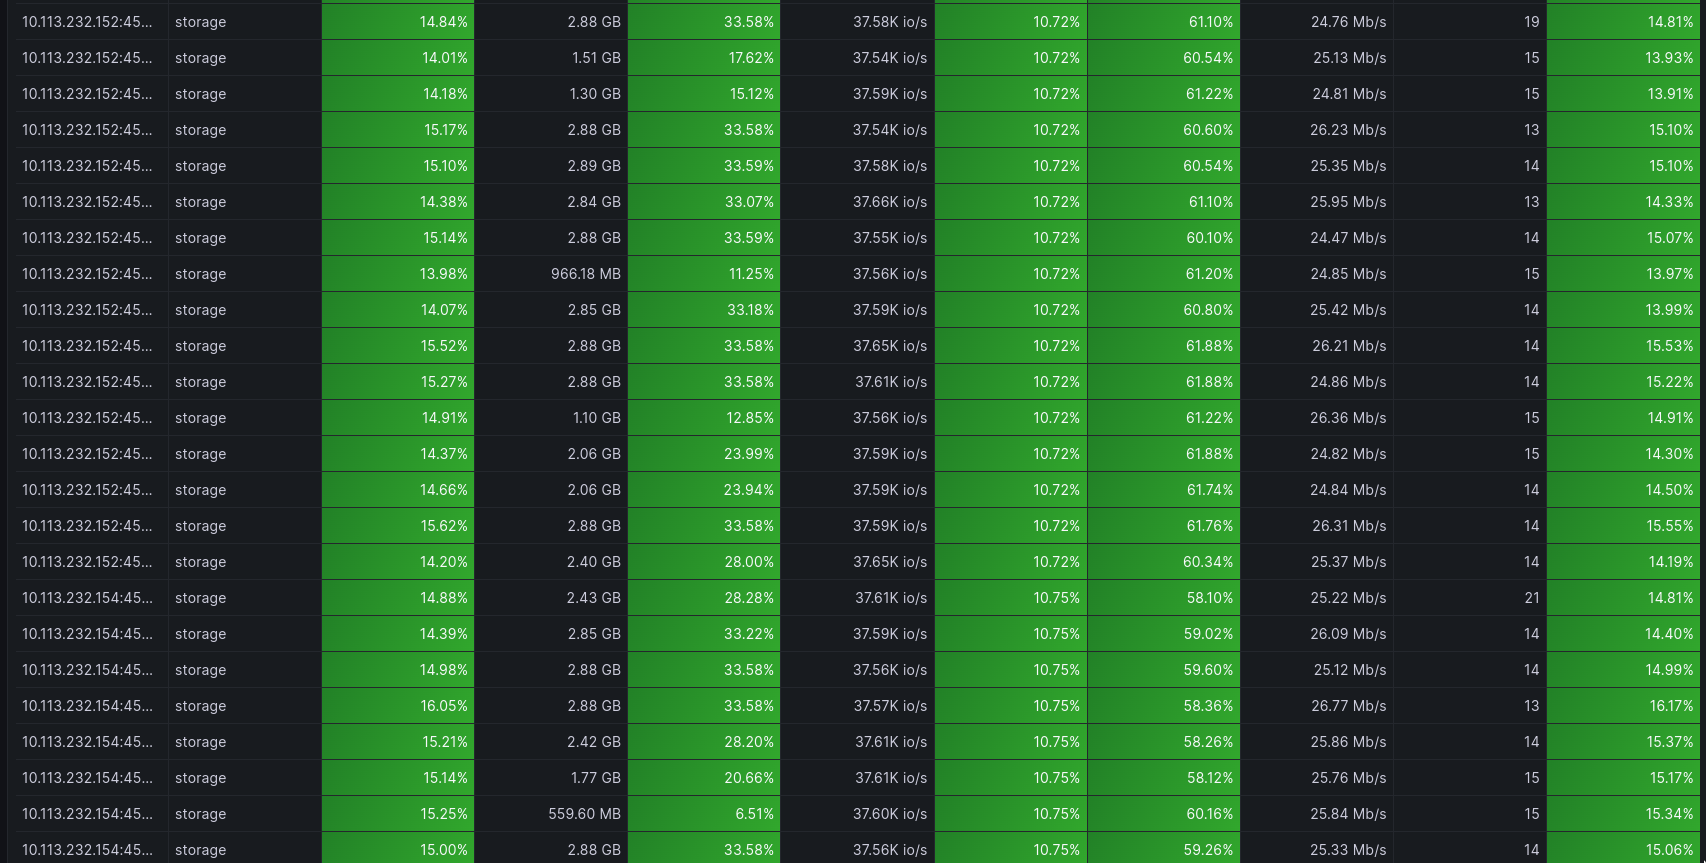 10.113.232.152:45... storage 14.84% 2.88 GB 33.58% 37.58K io/s 10.72% 61.10% 24.76 Mb/s 19 14.81%
10.113.232.152:45... storage 14.01% 1.51 GB 17.62% 37.54K io/s 10.72% 60.54% 25.13 Mb/s 15 13.93%
10.113.232.152:45... storage 14.18% 1.30 GB 15.12% 37.59K io/s 10.72% 61.22% 24.81 Mb/s 15 13.91%
10.113.232.152:45... storage 15.17% 2.88 GB 33.58% 37.54K io/s 10.72% 60.60% 26.23 Mb/s 13 15.10%
10.113.232.152:45... storage 15.10% 2.89 GB 33.59% 37.58K io/s 10.72% 60.54% 25.35 Mb/s 14 15.10%
10.113.232.152:45... storage 14.38% 2.84 GB 33.07% 37.66K io/s 10.72% 61.10% 25.95 Mb/s 13 14.33%
10.113.232.152:45... storage 15.14% 2.88 GB 33.59% 37.55K io/s 10.72% 60.10% 24.47 Mb/s 14 15.07%
10.113.232.152:45... storage 13.98% 966.18 MB 11.25% 37.56K io/s 10.72% 61.20% 24.85 Mb/s 15 13.97%
10.113.232.152:45... storage 14.07% 2.85 GB 33.18% 37.59K io/s 10.72% 60.80% 25.42 Mb/s 14 13.99%
10.113.232.152:45... storage 15.52% 2.88 GB 33.58% 37.65K io/s 10.72% 61.88% 26.21 Mb/s 14 15.53%
10.113.232.152:45... storage 15.27% 2.88 GB 33.58% 37.61K io/s 10.72% 61.88% 24.86 Mb/s 14 15.22%
10.113.232.152:45... storage 14.91% 1.10 GB 12.85% 37.56K io/s 10.72% 61.22% 26.36 Mb/s 15 14.91%
10.113.232.152:45... storage 14.37% 2.06 GB 23.99% 37.59K io/s 10.72% 61.88% 24.82 Mb/s 15 14.30%
10.113.232.152:45... storage 14.66% 2.06 GB 23.94% 37.59K io/s 10.72% 61.74% 24.84 Mb/s 14 14.50%
10.113.232.152:45... storage 15.62% 2.88 GB 33.58% 37.59K io/s 10.72% 61.76% 26.31 Mb/s 14 15.55%
10.113.232.152:45... storage 14.20% 2.40 GB 28.00% 37.65K io/s 10.72% 60.34% 25.37 Mb/s 14 14.19%
10.113.232.154:45... storage 14.88% 2.43 GB 28.28% 37.61K io/s 10.75% 58.10% 25.22 Mb/s 21 14.81%
10.113.232.154:45... storage 14.39% 2.85 GB 33.22% 37.59K io/s 10.75% 59.02% 26.09 Mb/s 14 14.40%
10.113.232.154:45... storage 14.98% 2.88 GB 33.58% 37.56K io/s 10.75% 59.60% 25.12 Mb/s 14 14.99%
10.113.232.154:45... storage 16.05% 2.88 GB 33.58% 37.57K io/s 10.75% 58.36% 26.77 Mb/s 13 16.17%
10.113.232.154:45... storage 15.21% 2.42 GB 28.20% 37.61K io/s 10.75% 58.26% 25.86 Mb/s 14 15.37%
10.113.232.154:45... storage 15.14% 1.77 GB 20.66% 37.61K io/s 10.75% 58.12% 25.76 Mb/s 15 15.17%
10.113.232.154:45... storage 15.25% 559.60 MB 6.51% 37.60K io/s 10.75% 60.16% 25.84 Mb/s 15 15.34%
10.113.232.154:45... storage 15.00% 2.88 GB 33.58% 37.56K io/s 10.75% 59.26% 25.33 Mb/s 14 15.06%